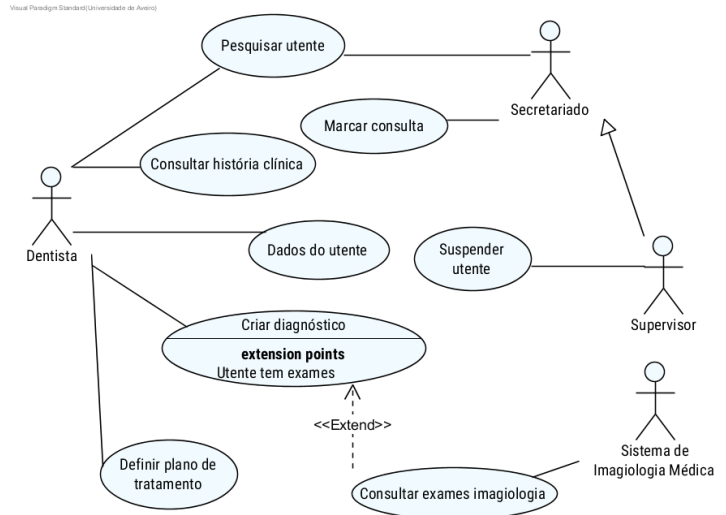 Visual Paradigm Standard(Universidade de Aveiro)
Pesquisar utente
Secretariado
Marcar consulta
Consultar história clínica
Dentista
Dados do utente
Suspender
utente
Supervisor
Criar diagnóstico
extension points
Utente tem exames
<<Extend>>
Sistema de
Imagiologia Médica
Definir plano de
tratamento
Consultar exames imagiologia